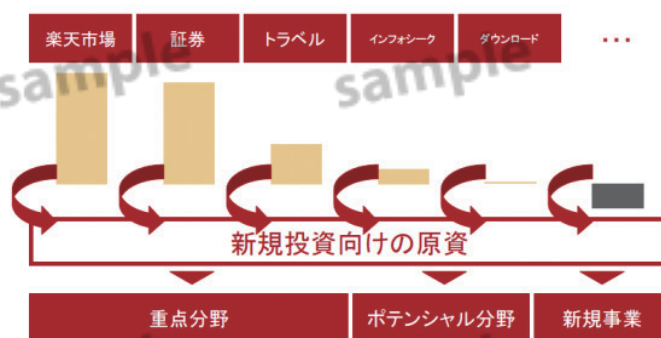 楽天市場
証券
トラベル
インフォシーク
ダウンロード
...
sample
sample
新規投資向けの原資
重点分野
ポテンシャル分野
新規事業